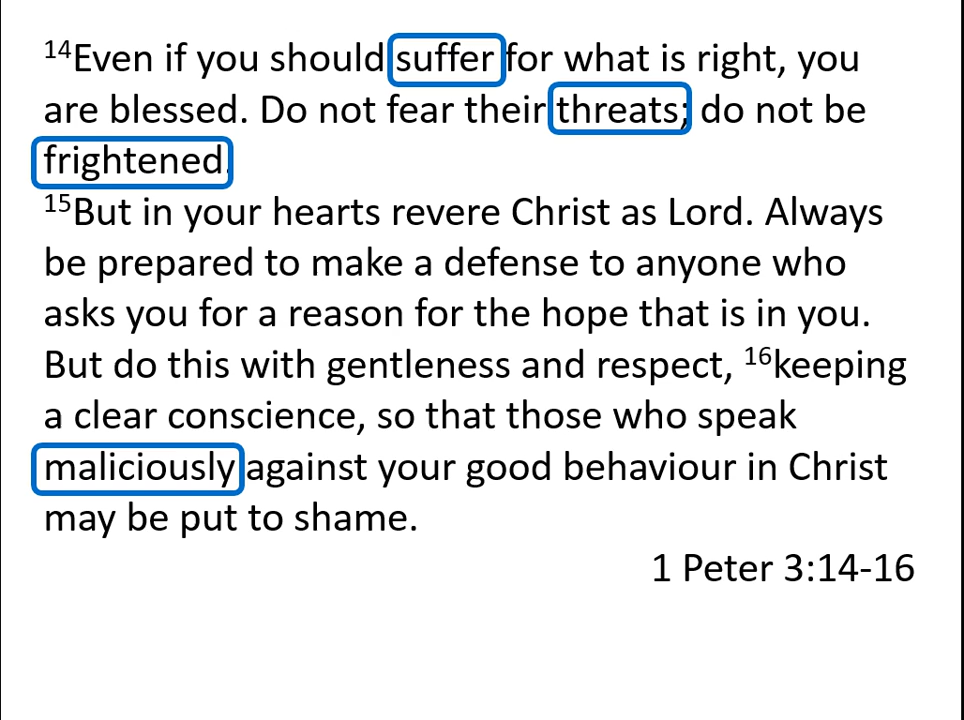 ¹⁴Even if you should suffer for what is right, you
are blessed. Do not fear their threats; do not be
frightened.
¹⁵But in your hearts revere Christ as Lord. Always
be prepared to make a defense to anyone who
asks you for a reason for the hope that is in you.
But do this with gentleness and respect, ¹⁶keeping
a clear conscience, so that those who speak
maliciously against your good behaviour in Christ
may be put to shame.
1 Peter 3:14-16